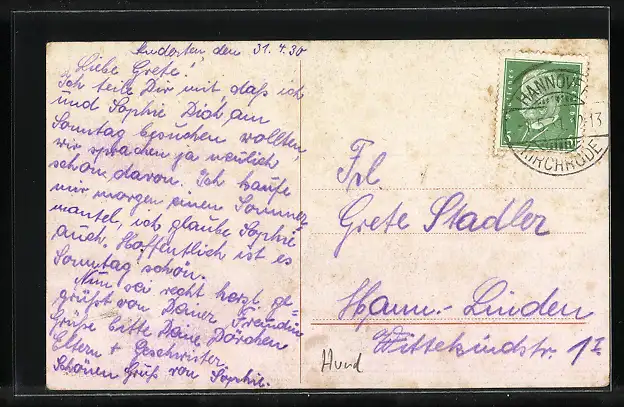 Anderten den 31.4.30
Liebe Grete!
Ich teile Dir mit, daß ich
und Sophie Dich am
Sonntag besuchen wollten,
wir sprachen ja neulich
schon davon. Ich kaufe
mir morgen einen Sommer-
mantel, ich glaube Sophie
auch. Hoffentlich ist es
Sonntag schön.
Nun sei recht herzl. ge-
grüßt von Deiner Freundin
Dörchen
Grüße bitte Deine
Eltern + Geschwister
Schönen Gruß von Sophie.
HANNOVER
KIRCHRODE
Frl
Grete Stadler
Hann.-Linden
Wittekindstr. 1I
Hund